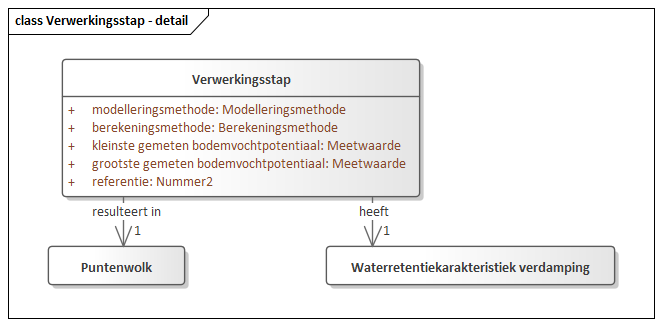 class Verwerkingsstap - detail
Verwerkingsstap
+ modelleringsmethode: Modelleringsmethode
+ berekeningsmethode: Berekeningsmethode
+ kleinste gemeten bodemvochtpotentiaal: Meetwaarde
+ grootste gemeten bodemvochtpotentiaal: Meetwaarde
+ referentie: Nummer2
resulteert in heeft
1 1
Puntenwolk Waterretentiekarakteristiek verdamping